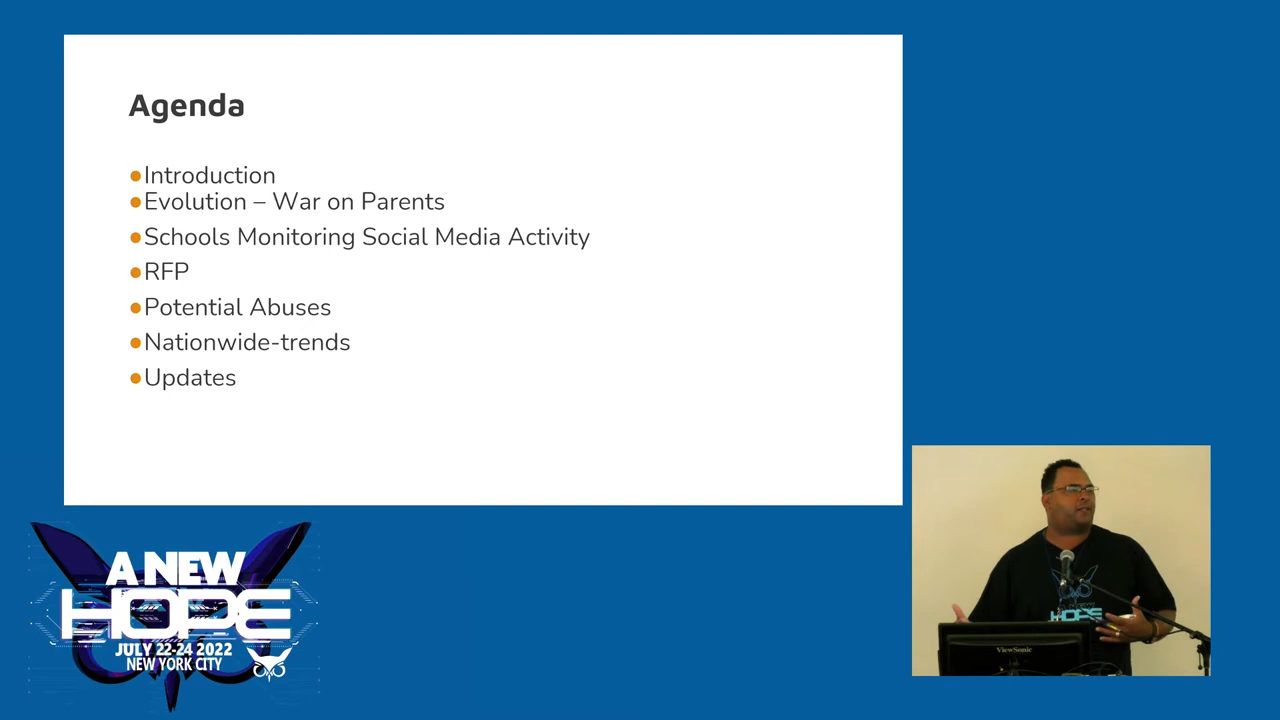 Agenda
●Introduction
●Evolution – War on Parents
●Schools Monitoring Social Media Activity
●RFP
●Potential Abuses
●Nationwide-trends
●Updates
A NEW
HOPE
JULY 22-24 2022
NEW YORK CITY
HOPE
ViewSonic